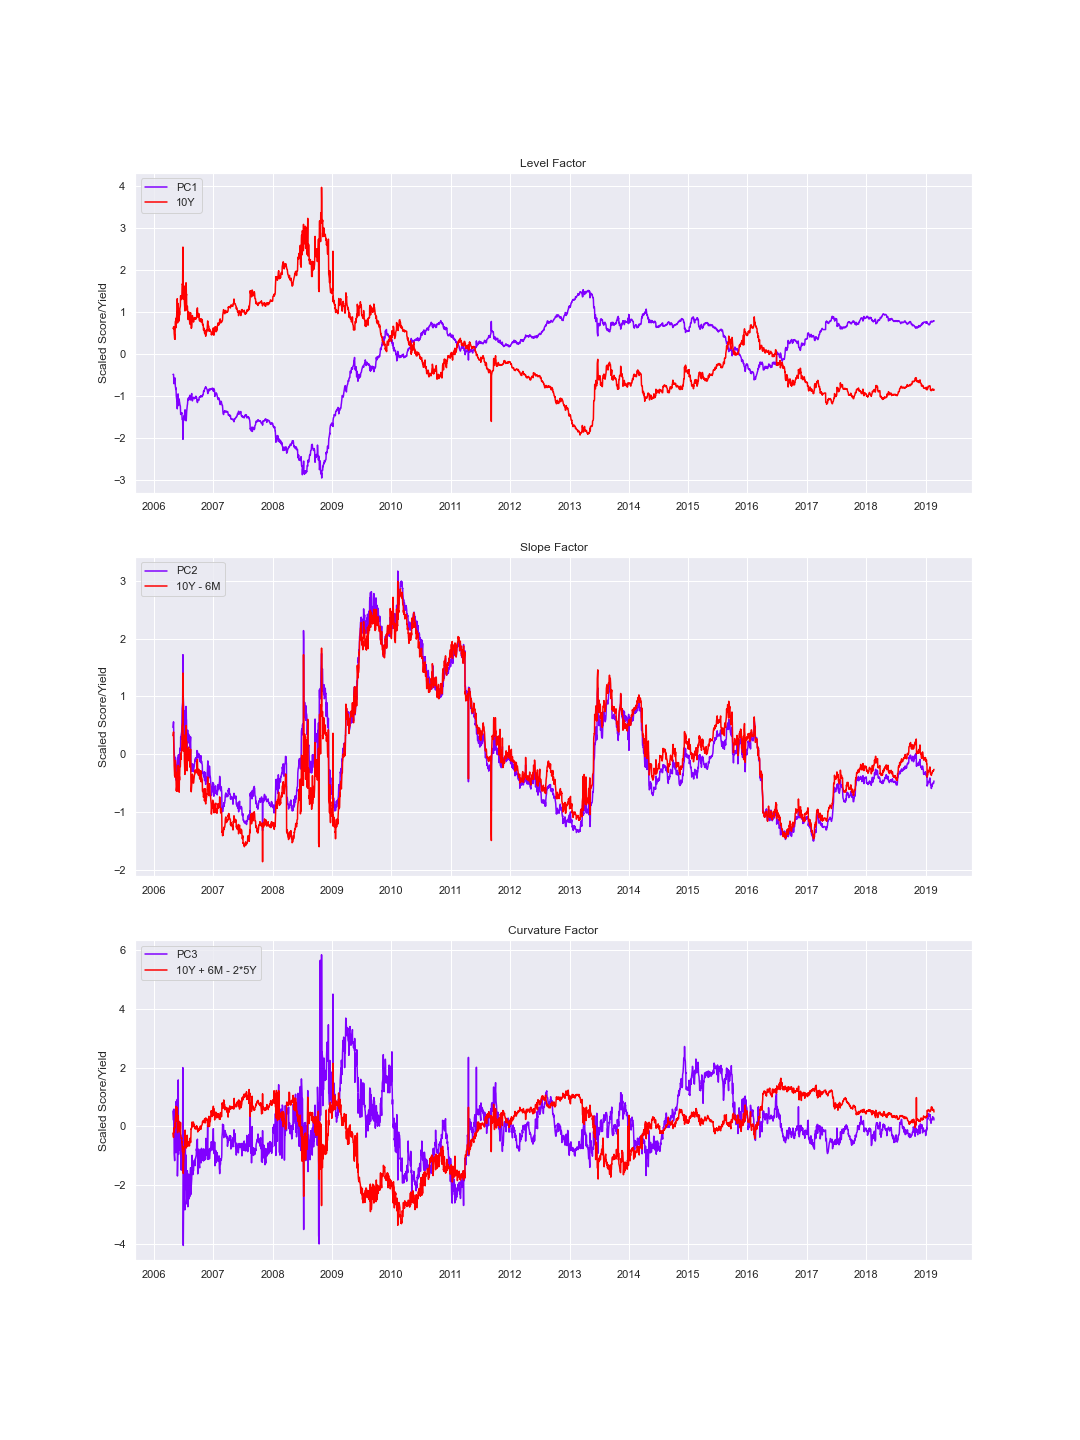 Level Factor
PC1
10Y
Scaled Score/Yield
4
3
2
1
0
−1
−2
−3
2006 2007 2008 2009 2010 2011 2012 2013 2014 2015 2016 2017 2018 2019
Slope Factor
PC2
10Y - 6M
Scaled Score/Yield
3
2
1
0
−1
−2
2006 2007 2008 2009 2010 2011 2012 2013 2014 2015 2016 2017 2018 2019
Curvature Factor
PC3
10Y + 6M - 2*5Y
Scaled Score/Yield
6
4
2
0
−2
−4
2006 2007 2008 2009 2010 2011 2012 2013 2014 2015 2016 2017 2018 2019